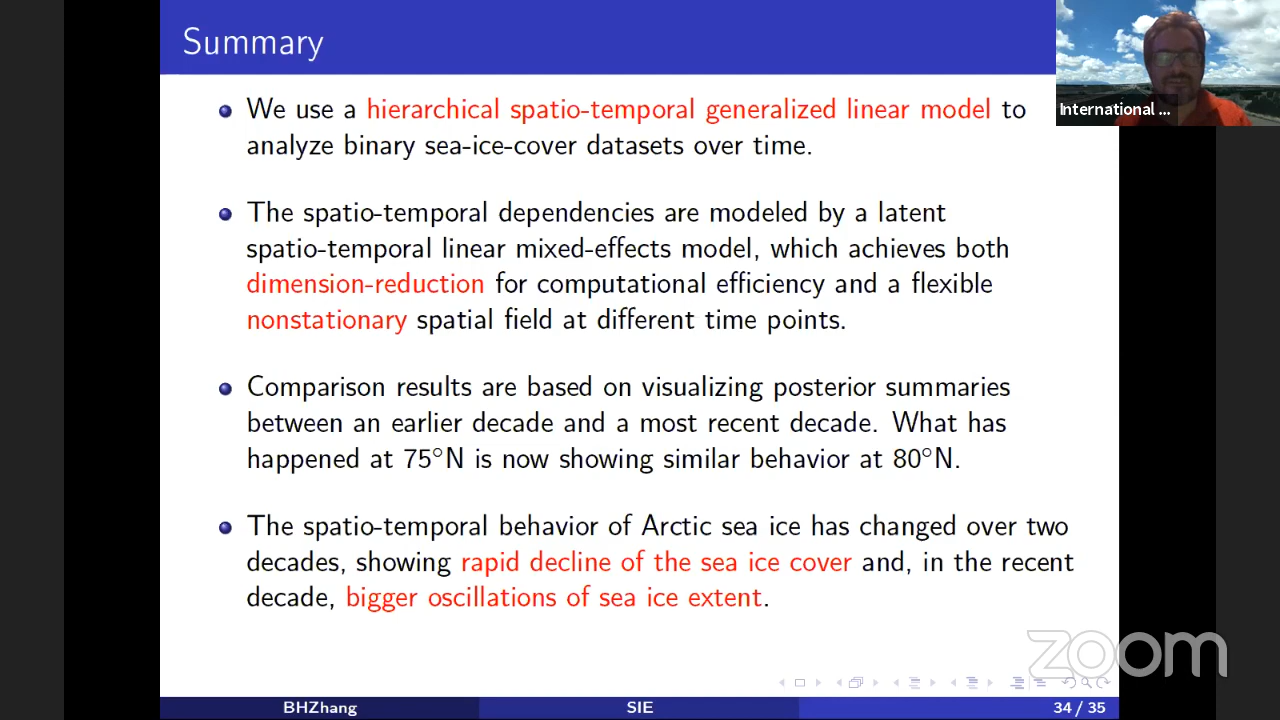 Summary
We use a hierarchical spatio-temporal generalized linear model to
analyze binary sea-ice-cover datasets over time.
The spatio-temporal dependencies are modeled by a latent
spatio-temporal linear mixed-effects model, which achieves both
dimension-reduction for computational efficiency and a flexible
nonstationary spatial field at different time points.
Comparison results are based on visualizing posterior summaries
between an earlier decade and a most recent decade. What has
happened at 75°N is now showing similar behavior at 80°N.
The spatio-temporal behavior of Arctic sea ice has changed over two
decades, showing rapid decline of the sea ice cover and, in the recent
decade, bigger oscillations of sea ice extent.
International ...
zoom
BHZhang SIE 34 / 35